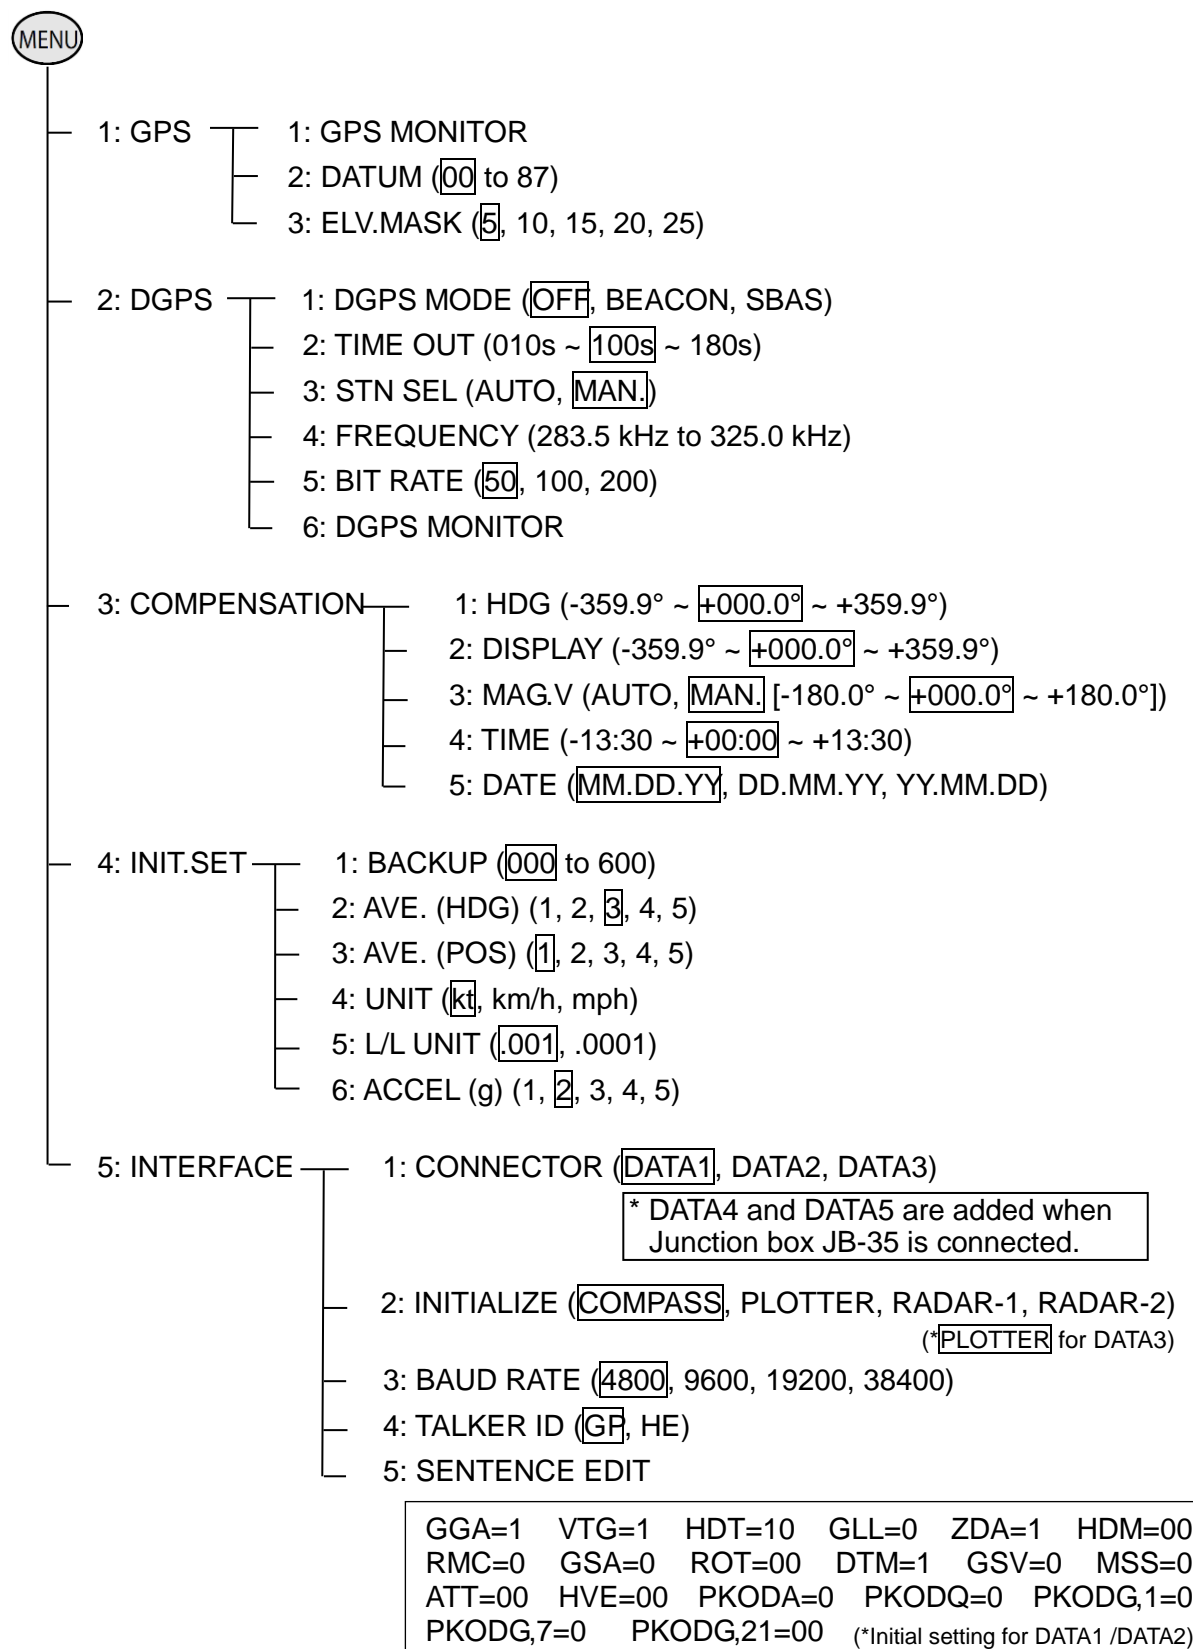 MENU
1: GPS
1: GPS MONITOR
2: DATUM (00 to 87)
3: ELV.MASK (5, 10, 15, 20, 25)
2: DGPS
1: DGPS MODE (OFF, BEACON, SBAS)
2: TIME OUT (010s ~ 100s ~ 180s)
3: STN SEL (AUTO, MAN.)
4: FREQUENCY (283.5 kHz to 325.0 kHz)
5: BIT RATE (50, 100, 200)
6: DGPS MONITOR
3: COMPENSATION
1: HDG (-359.9° ~ +000.0° ~ +359.9°)
2: DISPLAY (-359.9° ~ +000.0° ~ +359.9°)
3: MAG.V (AUTO, MAN. [-180.0° ~ +000.0° ~ +180.0°])
4: TIME (-13:30 ~ +00:00 ~ +13:30)
5: DATE (MM.DD.YY, DD.MM.YY, YY.MM.DD)
4: INIT.SET
1: BACKUP (000 to 600)
2: AVE. (HDG) (1, 2, 3, 4, 5)
3: AVE. (POS) (1, 2, 3, 4, 5)
4: UNIT (kt, km/h, mph)
5: L/L UNIT (.001, .0001)
6: ACCEL (g) (1, 2, 3, 4, 5)
5: INTERFACE
1: CONNECTOR (DATA1, DATA2, DATA3)
* DATA4 and DATA5 are added when
Junction box JB-35 is connected.
2: INITIALIZE (COMPASS, PLOTTER, RADAR-1, RADAR-2)
(*PLOTTER for DATA3)
3: BAUD RATE (4800, 9600, 19200, 38400)
4: TALKER ID (GP, HE)
5: SENTENCE EDIT
GGA=1 VTG=1 HDT=10 GLL=0 ZDA=1 HDM=00
RMC=0 GSA=0 ROT=00 DTM=1 GSV=0 MSS=0
ATT=00 HVE=00 PKODA=0 PKODQ=0 PKODG,1=0
PKODG,7=0 PKODG,21=00 (*Initial setting for DATA1 /DATA2)